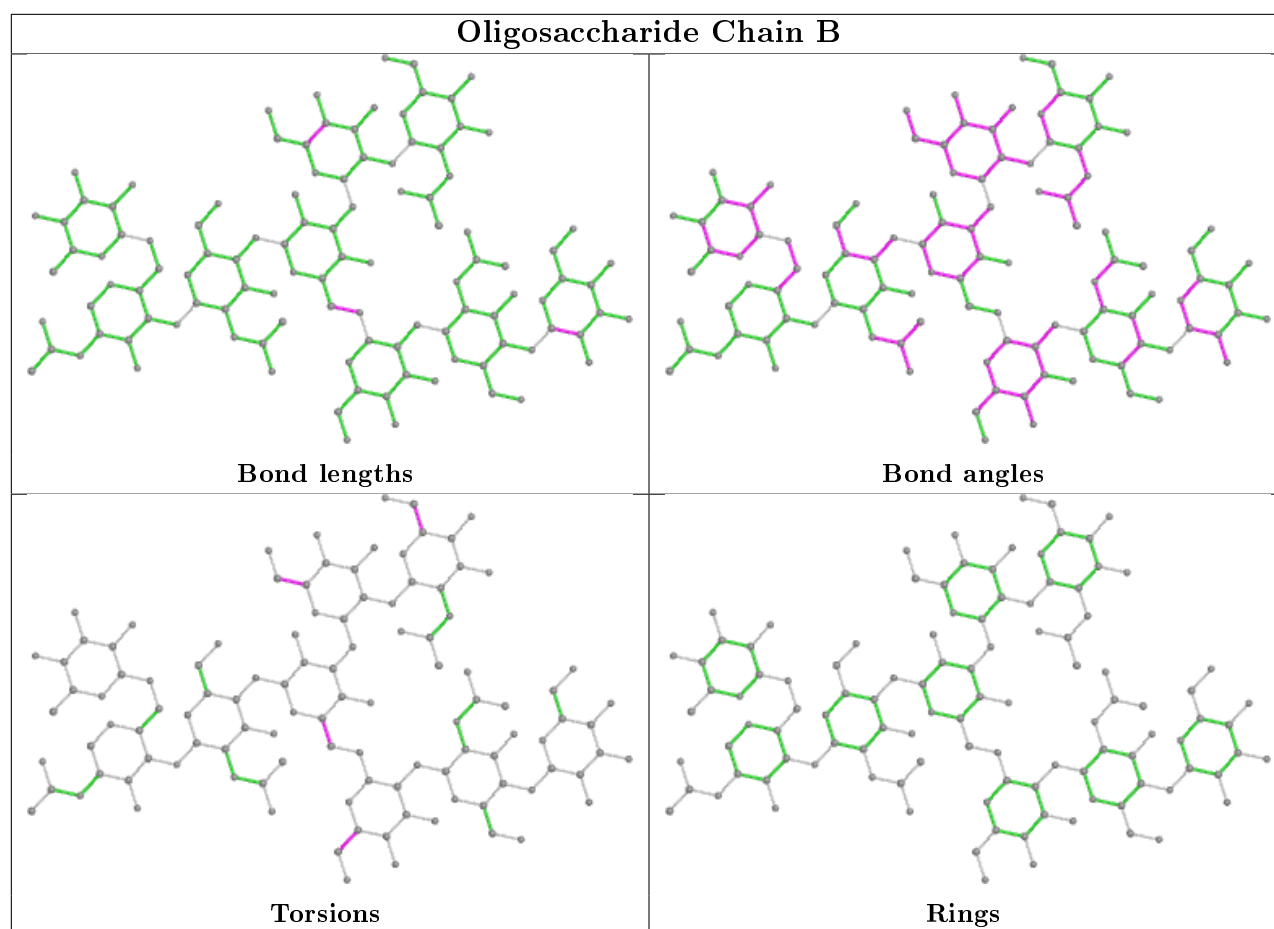 Oligosaccharide Chain B
Bond lengths
Bond angles
Torsions
Rings